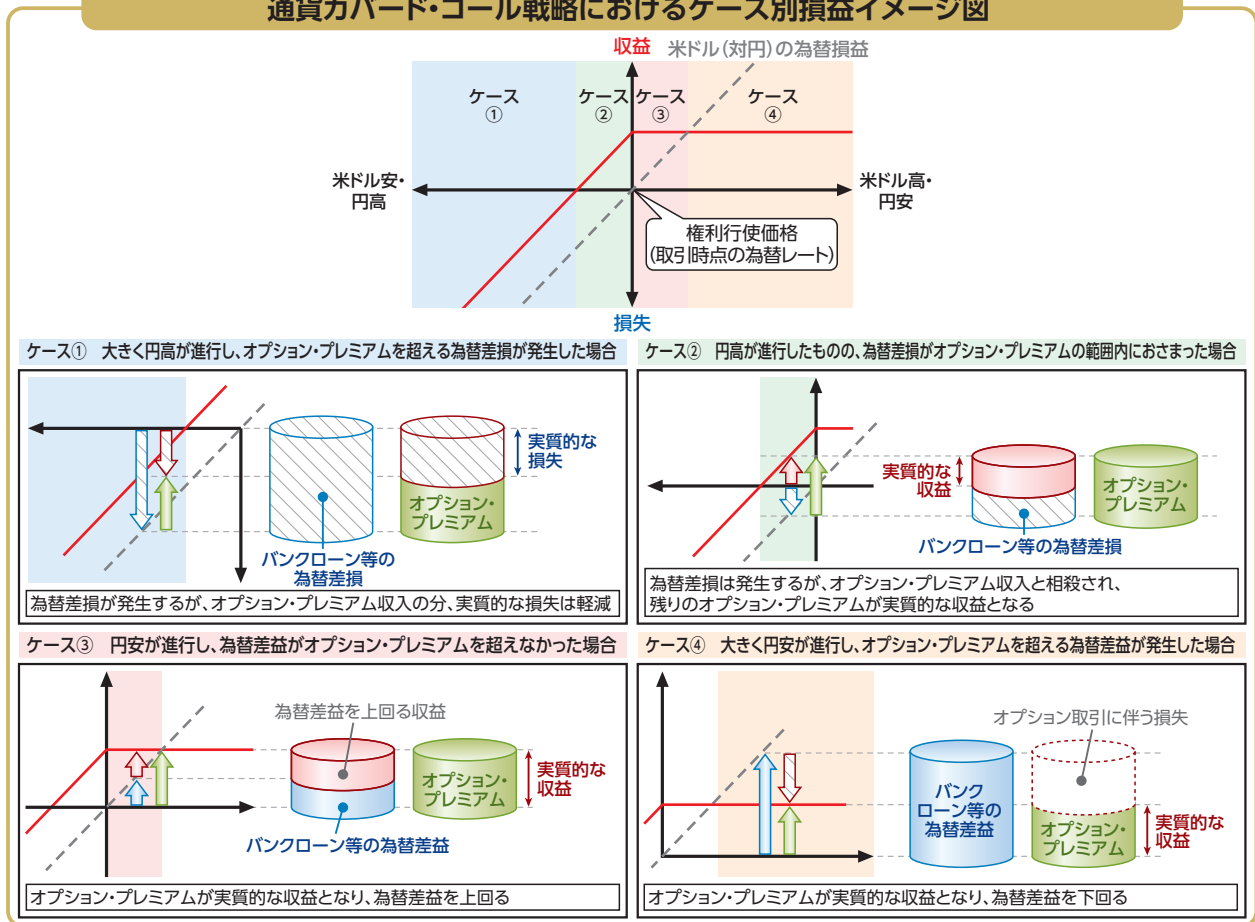 通貨カバード・コール戦略におけるケース別損益イメージ図
収益
米ドル（対円）の為替損益
ケース
①
ケース
②
ケース
③
ケース
④
米ドル安・
円高
米ドル高・
円安
権利行使価格
（取引時点の為替レート）
損失
ケース①　大きく円高が進行し、オプション・プレミアムを超える為替差損が発生した場合
実質的な
損失
オプション・
プレミアム
バンクローン等の
為替差損
為替差損が発生するが、オプション・プレミアム収入の分、実質的な損失は軽減
ケース②　円高が進行したものの、為替差損がオプション・プレミアムの範囲内におさまった場合
実質的な
収益
オプション・
プレミアム
バンクローン等の為替差損
為替差損は発生するが、オプション・プレミアム収入と相殺され、
残りのオプション・プレミアムが実質的な収益となる
ケース③　円安が進行し、為替差益がオプション・プレミアムを超えなかった場合
為替差益を上回る収益
オプション・
プレミアム
実質的な
収益
バンクローン等の為替差益
オプション・プレミアムが実質的な収益となり、為替差益を上回る
ケース④　大きく円安が進行し、オプション・プレミアムを超える為替差益が発生した場合
オプション取引に伴う損失
バンク
ローン等の
為替差益
オプション・
プレミアム
実質的な
収益
オプション・プレミアムが実質的な収益となり、為替差益を下回る